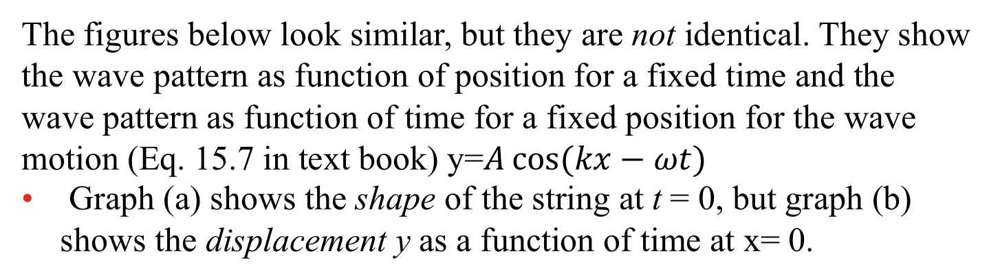 The figures below look similar, but they are not identical. They show
the wave pattern as function of position for a fixed time and the
wave pattern as function of time for a fixed position for the wave
motion (Eq. 15.7 in text book) y=A cos(kx − ωt)
• Graph (a) shows the shape of the string at t = 0, but graph (b)
shows the displacement y as a function of time at x= 0.